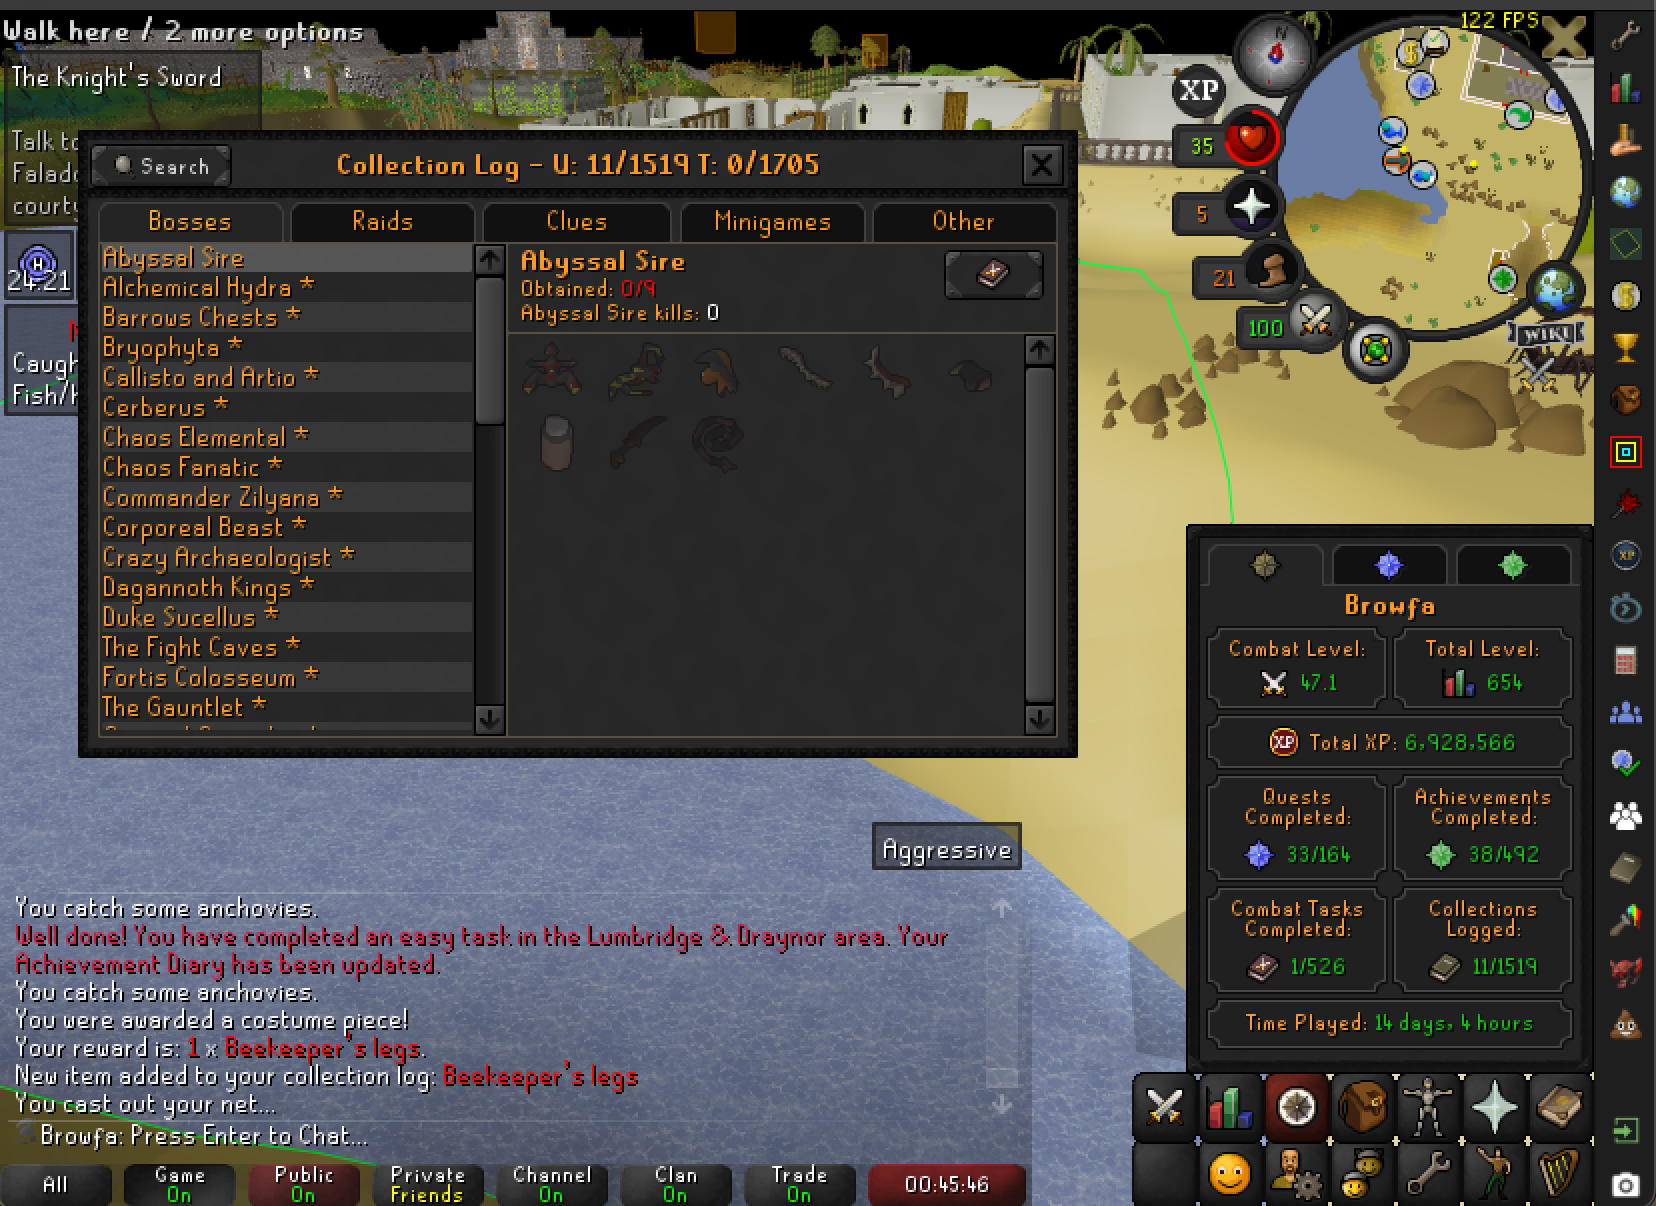 Walk here / 2 more options
122 FPS
The Knight's Sword
Talk to
Falad
court
24:21
Caugh
Fish/h
XP
35
5
21
100
WIKI
Search
Collection Log - U: 11/1519 T: 0/1705
Bosses
Raids
Clues
Minigames
Other
Abyssal Sire
Alchemical Hydra *
Barrows Chests *
Bryophyta *
Callisto and Artio *
Cerberus *
Chaos Elemental *
Chaos Fanatic *
Commander Zilyana *
Corporeal Beast *
Crazy Archaeologist *
Dagannoth Kings *
Duke Sucellus *
The Fight Caves *
Fortis Colosseum *
The Gauntlet *
Abyssal Sire
Obtained: 0/9
Abyssal Sire kills: 0
Aggressive
Browfa
Combat Level:
47.1
Total Level:
654
XP Total XP: 6,928,566
Quests
Completed:
33/164
Achievements
Completed:
38/492
Combat Tasks
Completed:
1/526
Collections
Logged:
11/1519
Time Played: 14 days, 4 hours
You catch some anchovies.
Well done! You have completed an easy task in the Lumbridge & Draynor area. Your
Achievement Diary has been updated.
You catch some anchovies.
You were awarded a costume piece!
Your reward is: 1 x Beekeeper's legs.
New item added to your collection log: Beekeeper's legs
You cast out your net...
Browfa: Press Enter to Chat...
All
Game
On
Public
On
Private
Friends
Channel
On
Clan
On
Trade
On
00:45:46
XP